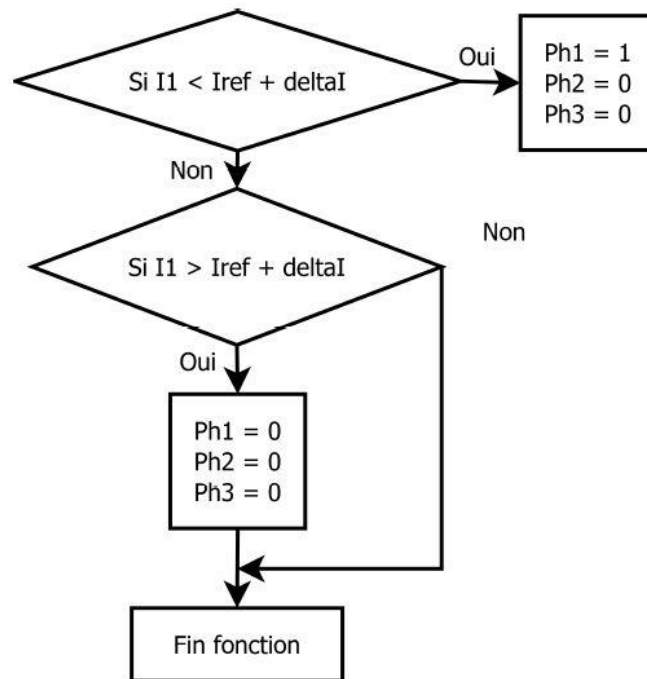 Si I1 < Iref + deltaI
Oui
Ph1 = 1
Ph2 = 0
Ph3 = 0
Non
Si I1 > Iref + deltaI
Non
Oui
Ph1 = 0
Ph2 = 0
Ph3 = 0
Fin fonction